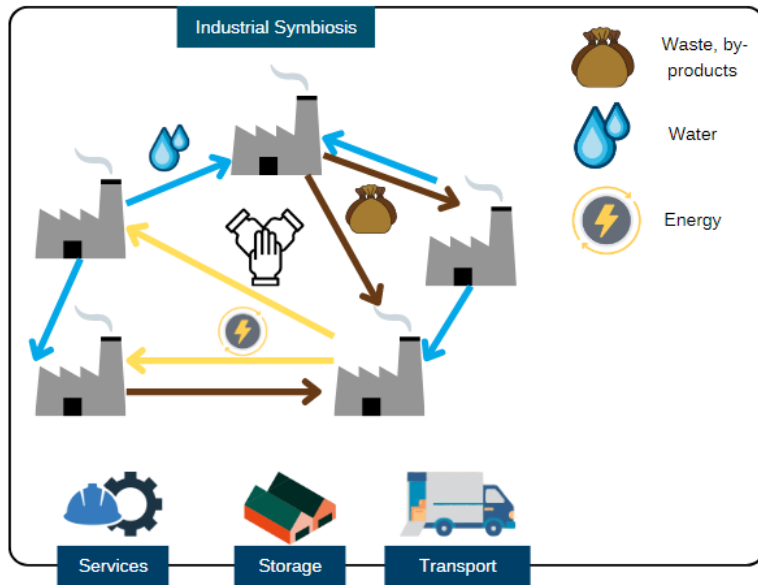 Industrial Symbiosis
Waste, by-
products
Water
Energy
Services
Storage
Transport